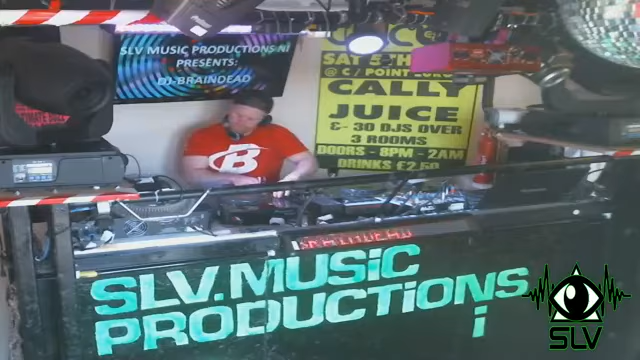 SLV MUSIC PRODUCTIONS NI
PRESENTS:
DJ-BRAINDEAD
SAT 5TH
@ C/POINT
CALLY
JUICE
£- 30 DJS OVER
3 ROOMS
DOORS - 8PM - 2AM
DRINKS £2.50
B
SLV.MUSiC
PRODUCTiONS
i
SLV